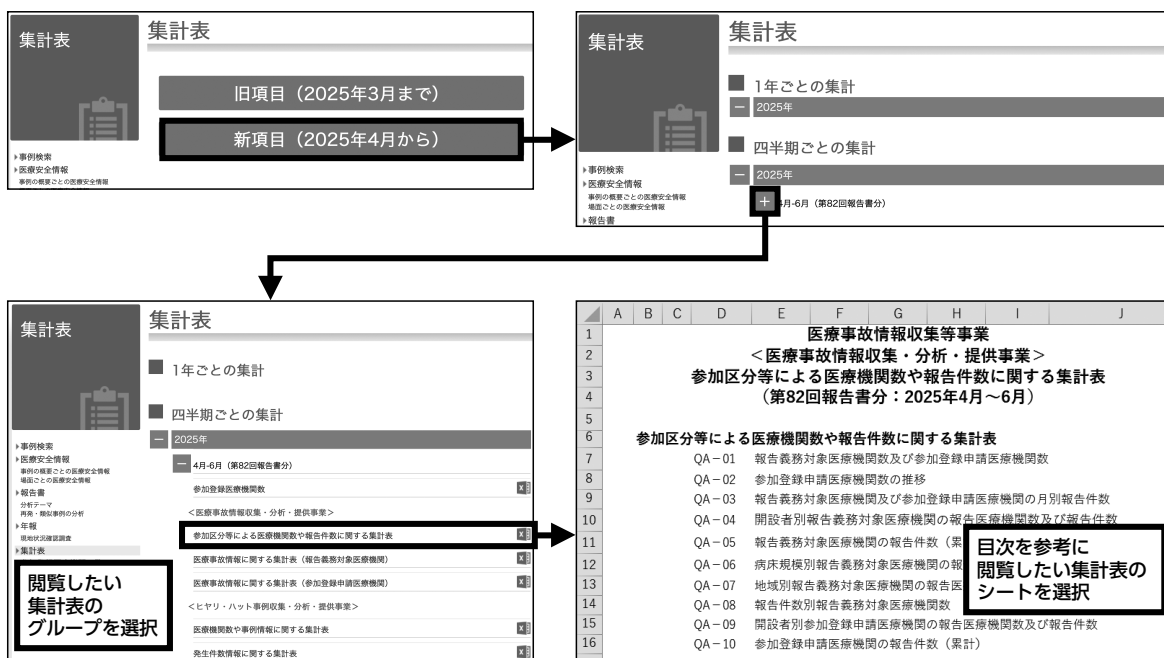 集計表
集計表
旧項目（2025年3月まで）
新項目（2025年4月から）
▶事例検索
▶医療安全情報
事例の概要ごとの医療安全情報
集計表
集計表
1年ごとの集計
− 2025年
四半期ごとの集計
− 2025年
＋ 4月-6月（第82回報告書分）
▶事例検索
▶医療安全情報
事例の概要ごとの医療安全情報
場面ごとの医療安全情報
▶報告書
集計表
集計表
1年ごとの集計
四半期ごとの集計
− 2025年
− 4月-6月（第82回報告書分）
参加登録医療機関数
＜医療事故情報収集・分析・提供事業＞
参加区分等による医療機関数や報告件数に関する集計表
医療事故情報に関する集計表（報告義務対象医療機関）
医療事故情報に関する集計表（参加登録申請医療機関）
＜ヒヤリ・ハット事例収集・分析・提供事業＞
医療機関数や事例情報に関する集計表
発生件数情報に関する集計表
▶事例検索
▶医療安全情報
事例の概要ごとの医療安全情報
場面ごとの医療安全情報
▶報告書
分析テーマ
再発・類似事例の分析
▶年報
現地状況確認調査
▶集計表
閲覧したい
集計表の
グループを選択
A B C D E F G H I J
1 医療事故情報収集等事業
2 ＜医療事故情報収集・分析・提供事業＞
3 参加区分等による医療機関数や報告件数に関する集計表
4 （第82回報告書分：2025年4月～6月）
5
6 参加区分等による医療機関数や報告件数に関する集計表
7 QA－01 報告義務対象医療機関数及び参加登録申請医療機関数
8 QA－02 参加登録申請医療機関数の推移
9 QA－03 報告義務対象医療機関及び参加登録申請医療機関の月別報告件数
10 QA－04 開設者別報告義務対象医療機関の報告医療機関数及び報告件数
11 QA－05 報告義務対象医療機関の報告件数（累
12 QA－06 病床規模別報告義務対象医療機関の報
13 QA－07 地域別報告義務対象医療機関の報告医
14 QA－08 報告件数別報告義務対象医療機関数
15 QA－09 開設者別参加登録申請医療機関の報告医療機関数及び報告件数
16 QA－10 参加登録申請医療機関の報告件数（累計）
目次を参考に
閲覧したい集計表の
シートを選択